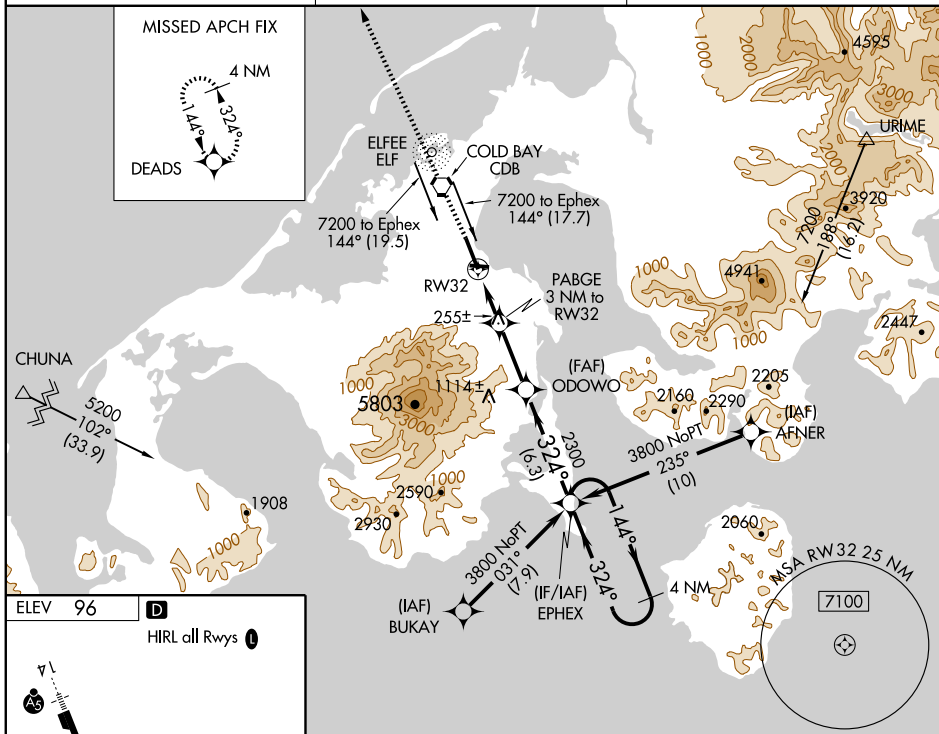 MISSED APCH FIX
4 NM
144°
324°
DEADS
ELFEE
ELF
COLD BAY
CDB
7200 to Ephex
144° (19.5)
7200 to Ephex
144° (17.7)
RW32
PABGE
3 NM to
RW32
255±
1000
2000
4595
3000
URIME
3920
7200
188°
(16.2)
1000
4941
1000
2447
CHUNA
5200
102°
(33.9)
1000
5803
3000
1114±
(FAF)
ODOWO
2160
2290
2205
(IAF)
AFNER
3800 NoPT
235°
(10)
2300
324°
(6.3)
1000
2590
2930
1908
1000
144°
324°
4 NM
2060
3800 NoPT
031°
(7.9)
(IF/IAF)
EPHEX
(IAF)
BUKAY
MSA RW32 25 NM
7100
ELEV 96
D
HIRL all Rwys L
14
A5